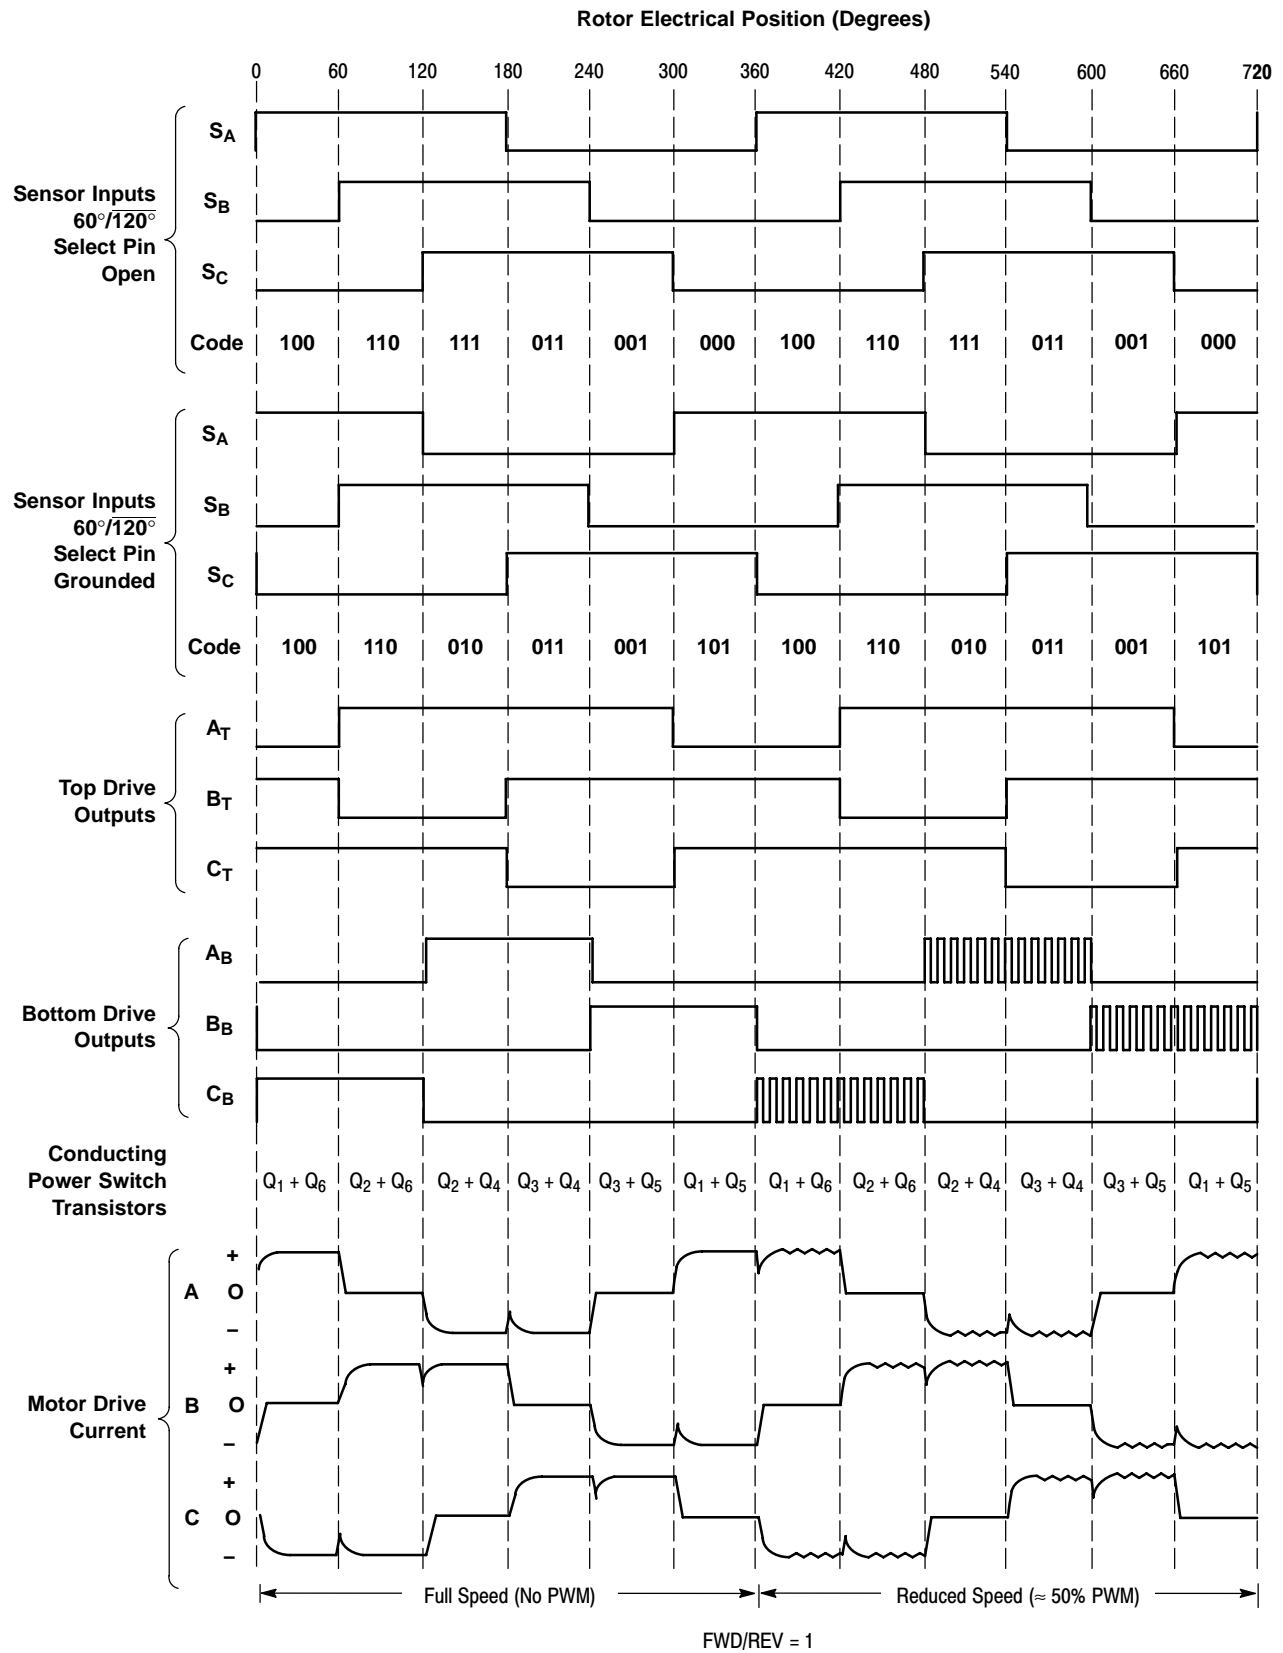 Rotor Electrical Position (Degrees)
0 60 120 180 240 300 360 420 480 540 600 660 720
SA
Sensor Inputs
60°/120°
Select Pin
Open
SB
SC
Code 100 110 111 011 001 000 100 110 111 011 001 000
SA
Sensor Inputs
60°/120°
Select Pin
Grounded
SB
SC
Code 100 110 010 011 001 101 100 110 010 011 001 101
Top Drive
Outputs
AT
BT
CT
Bottom Drive
Outputs
AB
BB
CB
Conducting
Power Switch
Transistors
Q1 + Q6 Q2 + Q6 Q2 + Q4 Q3 + Q4 Q3 + Q5 Q1 + Q5 Q1 + Q6 Q2 + Q6 Q2 + Q4 Q3 + Q4 Q3 + Q5 Q1 + Q5
Motor Drive
Current
+
A O
–
+
B O
–
+
C O
–
Full Speed (No PWM) Reduced Speed (≈ 50% PWM)
FWD/REV = 1